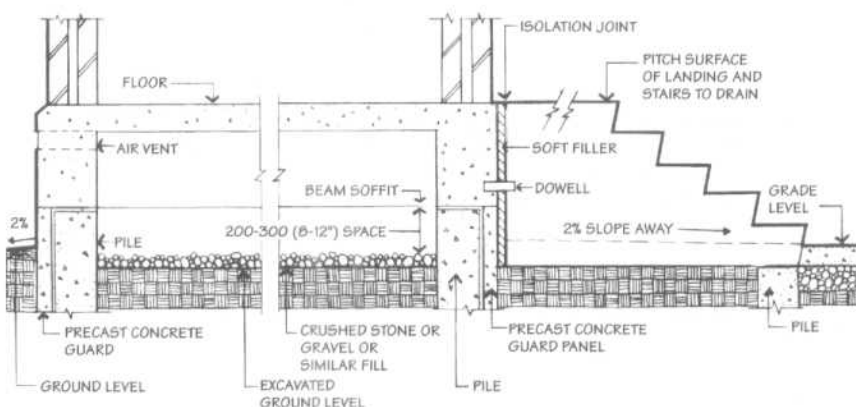 ISOLATION JOINT
FLOOR
PITCH SURFACE
OF LANDING AND
STAIRS TO DRAIN
AIR VENT
SOFT FILLER
BEAM SOFFIT
DOWELL
GRADE
LEVEL
2%
200-300 (8-12") SPACE
2% SLOPE AWAY
PILE
PRECAST CONCRETE
GUARD
CRUSHED STONE OR
GRAVEL OR
SIMILAR FILL
PRECAST CONCRETE
GUARD PANEL
PILE
GROUND LEVEL
EXCAVATED
GROUND LEVEL
PILE